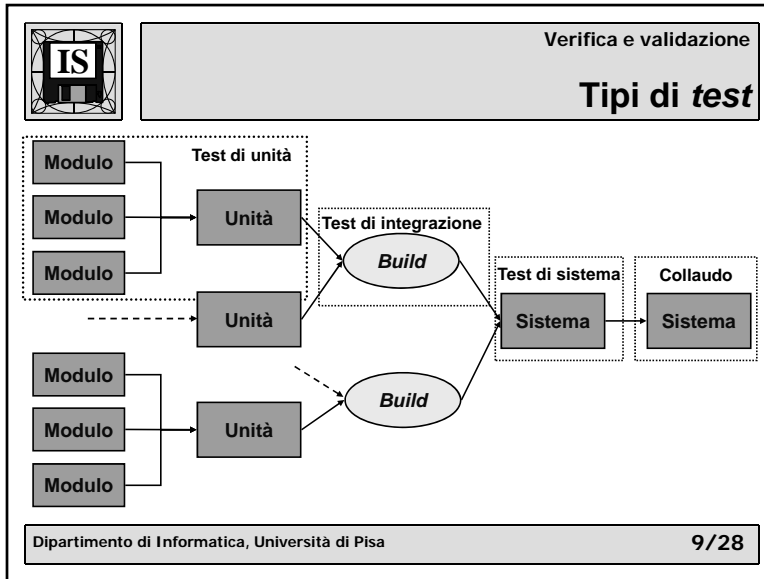 IS
Verifica e validazione
Tipi di test
Modulo
Modulo
Modulo
Test di unità
Unità
Unità
Test di integrazione
Build
Test di sistema
Sistema
Collaudo
Sistema
Modulo
Modulo
Modulo
Unità
Build
Dipartimento di Informatica, Università di Pisa
9/28